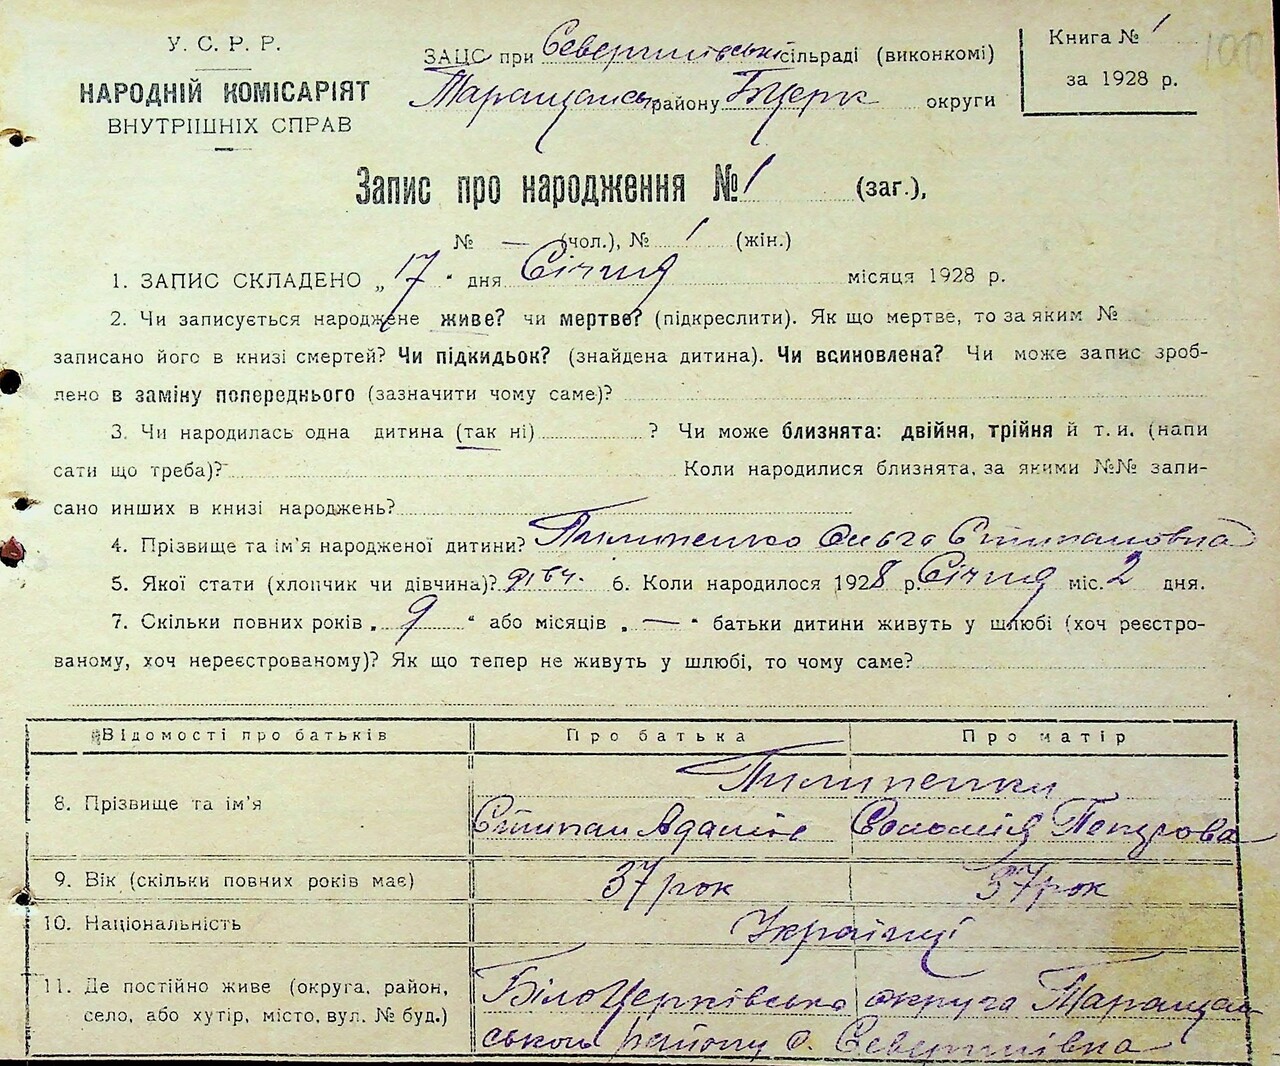 У. С. Р. Р.
НАРОДНІЙ КОМІСАРІЯТ
ВНУТРІШНІХ СПРАВ
ЗАЦС при Северинівські сільраді (виконкомі)
Таращанськ району Бцерк округи
Книга № 1
за 1928 р.
100
Запис про народження № 1 (заг.),
№ — (чол.), № 1 (жін.)
1. ЗАПИС СКЛАДЕНО „ 17 “ дня Січня місяця 1928 р.
2. Чи записується народжене живе? чи мертве? (підкреслити). Як що мертве, то за яким №
записано його в книзі смертей? Чи підкидьок? (знайдена дитина). Чи всиновлена? Чи може запис зроб-
лено в заміну попереднього (зазначити чому саме)?
3. Чи народилась одна дитина (так ні) ? Чи може близнята: двійня, трійня й т. и. (напи
сати що треба)? Коли народилися близнята, за якими №№ запи-
сано инших в книзі народжень?
4. Прізвище та ім’я народженої дитини? Пилипенко Ольга Степановна
5. Якої стати (хлопчик чи дівчина)? дівч. 6. Коли народилося 1928 р. Січня міс. 2 дня.
7. Скільки повних років „ 9 “ або місяців „ — “ батьки дитини живуть у шлюбі (хоч реєстро-
ваному, хоч нереєстрованому)? Як що тепер не живуть у шлюбі, то чому саме?
Відомості про батьків Про батька Про матір
Пилипенки
8. Прізвище та ім’я Степан Адамів Соломія Петрова
9. Вік (скільки повних років має) 37 рок 37 рок
10. Національність Українці
11. Де постійно живе (округа, район, Білоцерківсько округа Таращан
село, або хутір, місто, вул. № буд.) ського району с. Северинівка